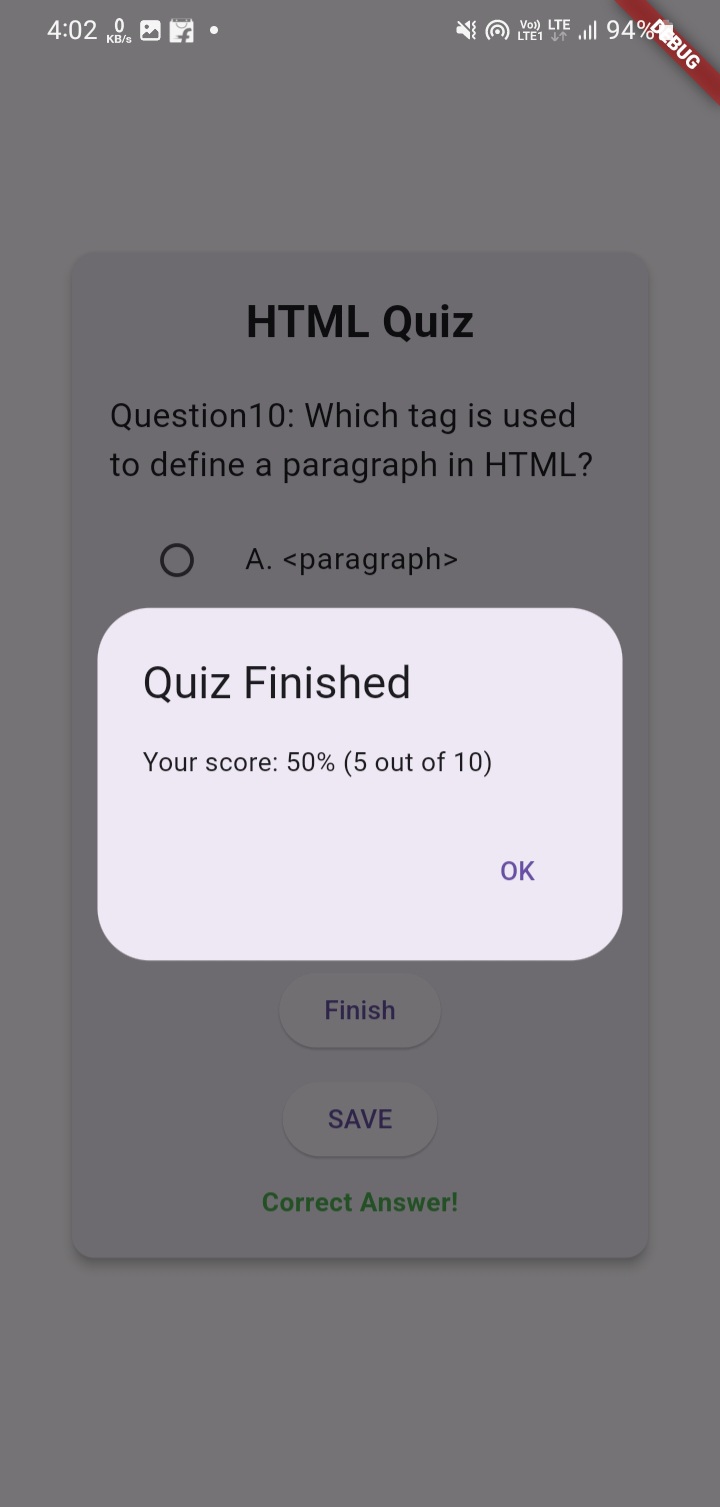 4:02
0
KB/s
Vo))
LTE1
LTE
94%
DEBUG
HTML Quiz
Question10: Which tag is used
to define a paragraph in HTML?
A. <paragraph>
Quiz Finished
Your score: 50% (5 out of 10)
OK
Finish
SAVE
Correct Answer!